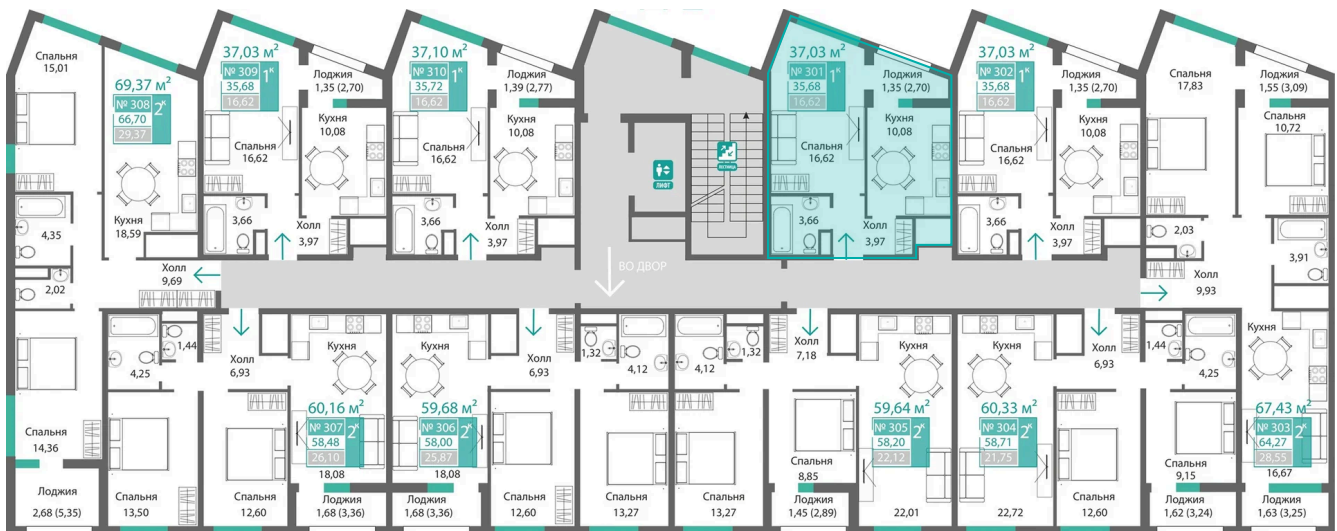 Спальня
15,01
69,37 м²
№ 308
66,70
29,37
2к
Кухня
18,59
4,35
2,02
Холл
9,69
Спальня
14,36
Лоджия
2,68 (5,35)
37,03 м²
№ 309
35,68
16,62
1к
Лоджия
1,35 (2,70)
Кухня
10,08
Спальня
16,62
3,66
Холл
3,97
37,10 м²
№ 310
35,72
16,62
1к
Лоджия
1,39 (2,77)
Кухня
10,08
Спальня
16,62
3,66
Холл
3,97
ЛИФТ
ЛЕСТНИЦА
ВО ДВОР
37,03 м²
№ 301
35,68
16,62
1к
Лоджия
1,35 (2,70)
Кухня
10,08
Спальня
16,62
3,66
Холл
3,97
37,03 м²
№ 302
35,68
16,62
1к
Лоджия
1,35 (2,70)
Кухня
10,08
Спальня
16,62
3,66
Холл
3,97
Спальня
17,83
Лоджия
1,55 (3,09)
Спальня
10,72
2,03
3,91
Холл
9,93
1,44
4,25
Холл
6,93
Кухня
60,16 м²
№ 307
58,48
26,10
2к
18,08
Лоджия
1,68 (3,36)
Спальня
13,50
Спальня
12,60
Кухня
Холл
6,93
1,32
4,12
59,68 м²
№ 306
58,00
25,87
2к
18,08
Лоджия
1,68 (3,36)
Спальня
12,60
Спальня
13,27
4,12
1,32
Холл
7,18
Кухня
59,64 м²
№ 305
58,20
22,12
2к
Спальня
13,27
Спальня
8,85
Лоджия
1,45 (2,89)
22,01
Кухня
Холл
6,93
1,44
4,25
60,33 м²
№ 304
58,71
21,75
2к
22,72
Спальня
12,60
Спальня
9,15
Лоджия
1,62 (3,24)
Кухня
67,43 м²
№ 303
64,27
28,55
2к
16,67
Лоджия
1,63 (3,25)